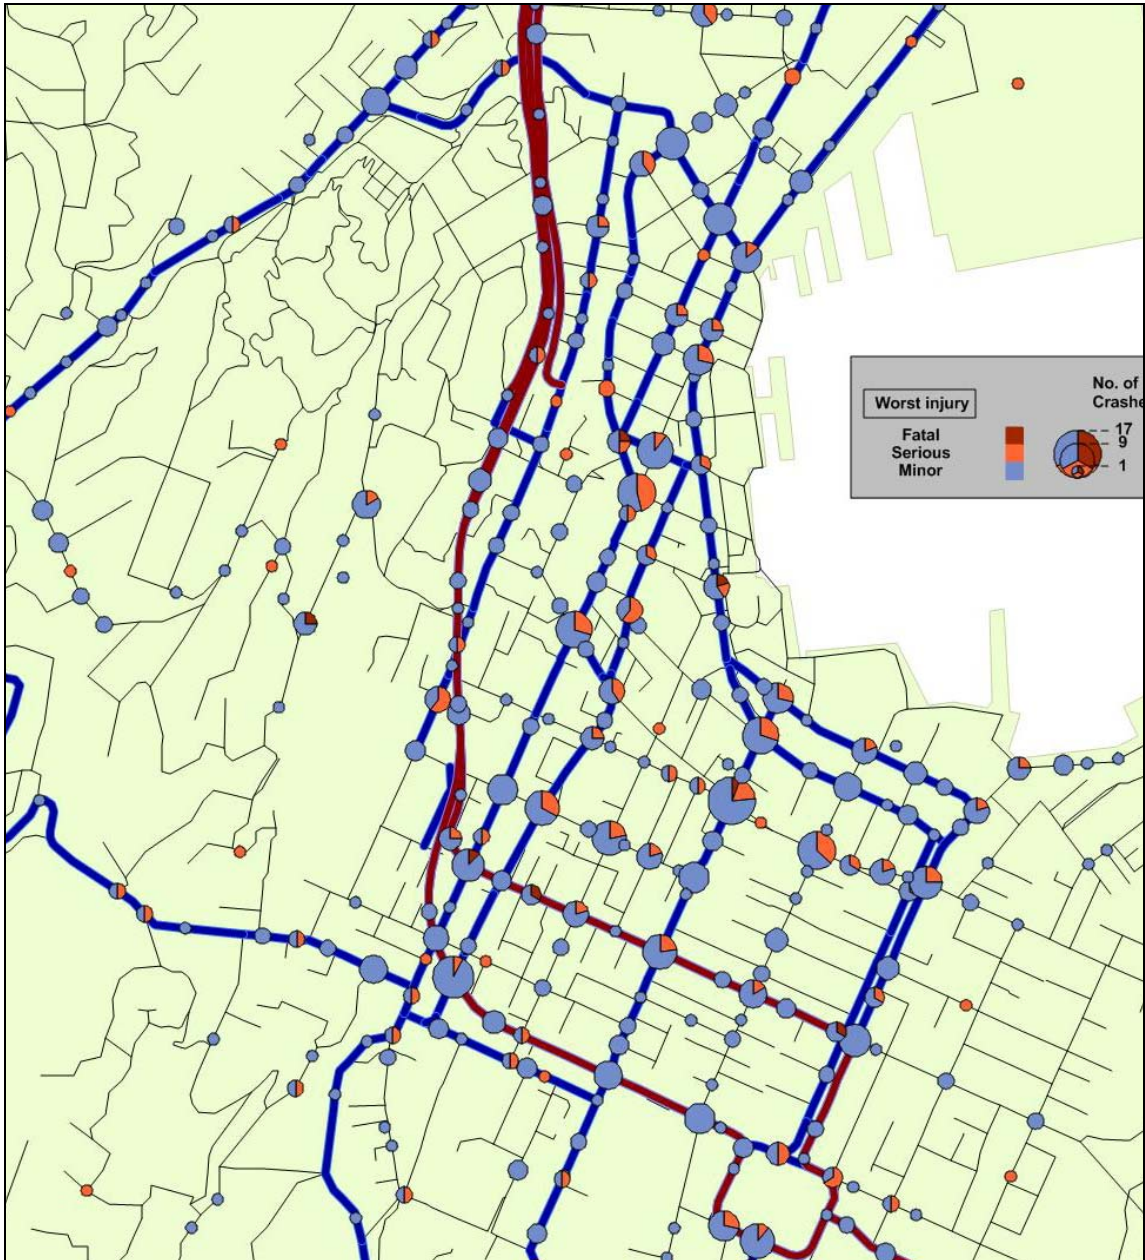 No. of
Crashe
Worst injury
17
Fatal
9
Serious
Minor
1